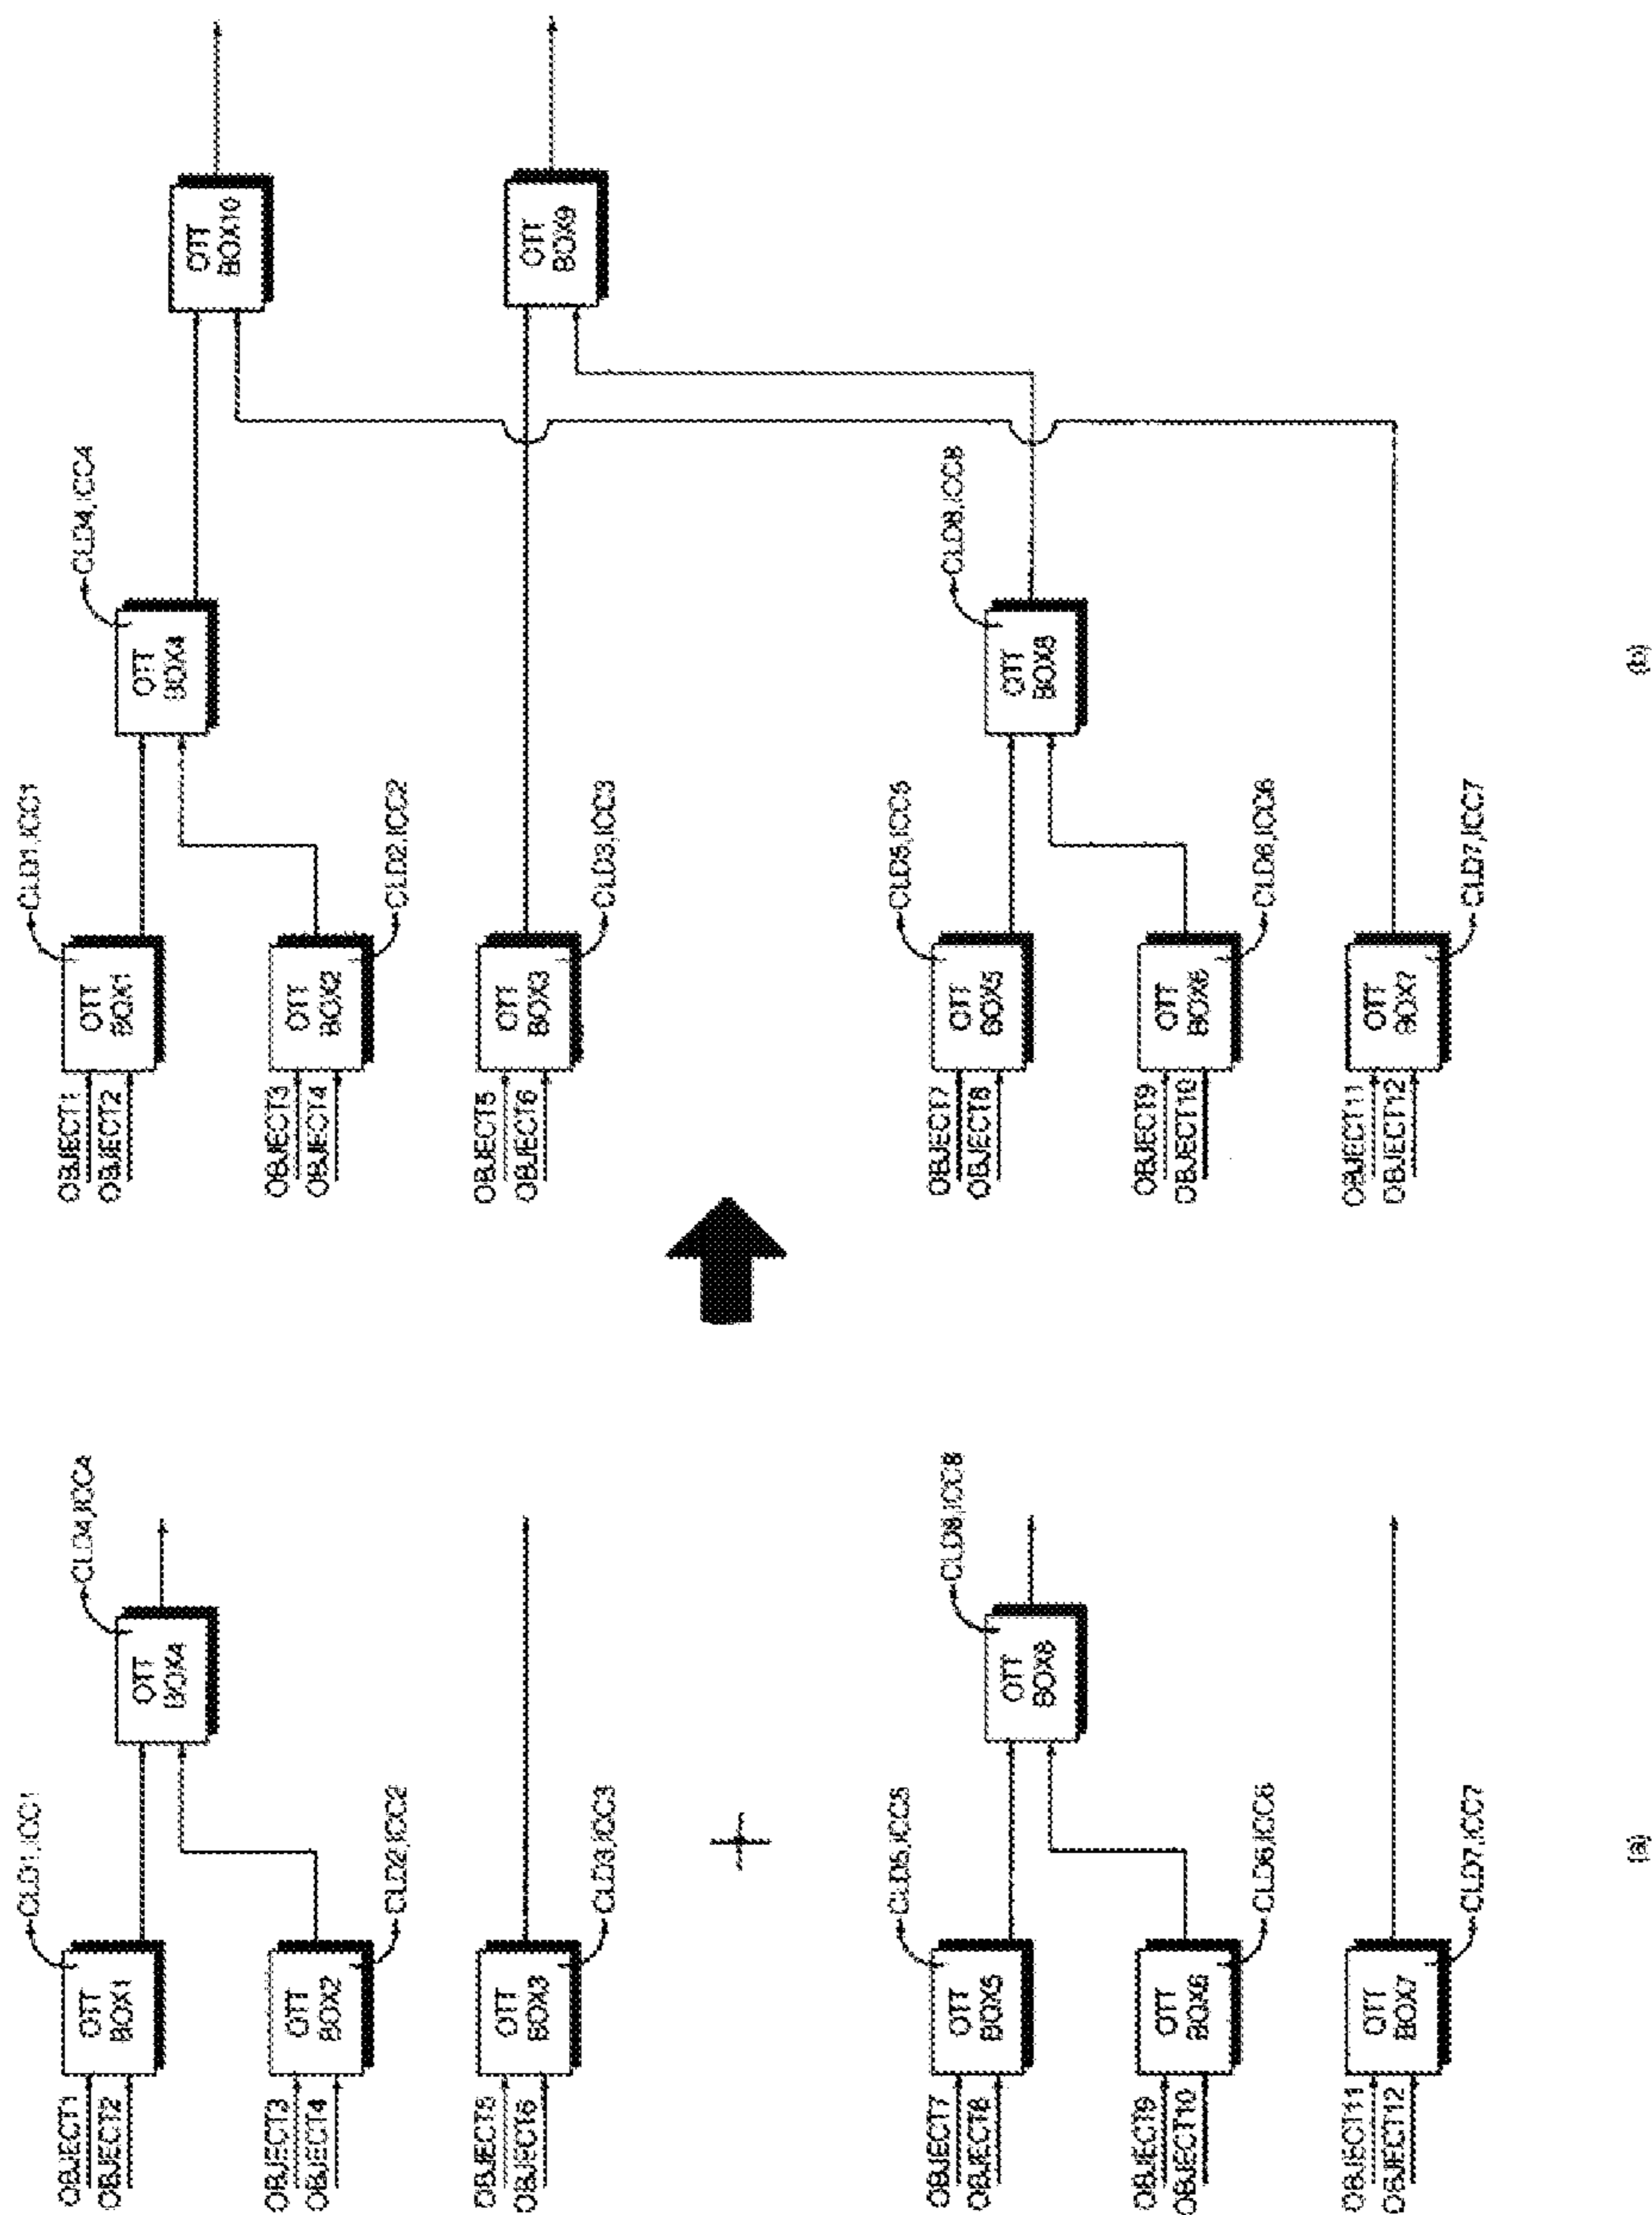 OBJECT1
OBJECT2
OTT
BOX1
CLD1,ICC1
OBJECT3
OBJECT4
OTT
BOX2
CLD2,ICC2
OTT
BOX4
CLD4,ICC4
OBJECT5
OBJECT6
OTT
BOX3
CLD3,ICC3
+
OBJECT7
OBJECT8
OTT
BOX5
CLD5,ICC5
OBJECT9
OBJECT10
OTT
BOX6
CLD6,ICC6
OTT
BOX8
CLD8,ICC8
OBJECT11
OBJECT12
OTT
BOX7
CLD7,ICC7
(a)
OBJECT1
OBJECT2
OTT
BOX1
CLD1,ICC1
OBJECT3
OBJECT4
OTT
BOX2
CLD2,ICC2
OTT
BOX4
CLD4,ICC4
OTT
BOX10
OBJECT5
OBJECT6
OTT
BOX3
CLD3,ICC3
OTT
BOX9
OBJECT7
OBJECT8
OTT
BOX5
CLD5,ICC5
OBJECT9
OBJECT10
OTT
BOX6
CLD6,ICC6
OTT
BOX8
CLD8,ICC8
OBJECT11
OBJECT12
OTT
BOX7
CLD7,ICC7
(b)